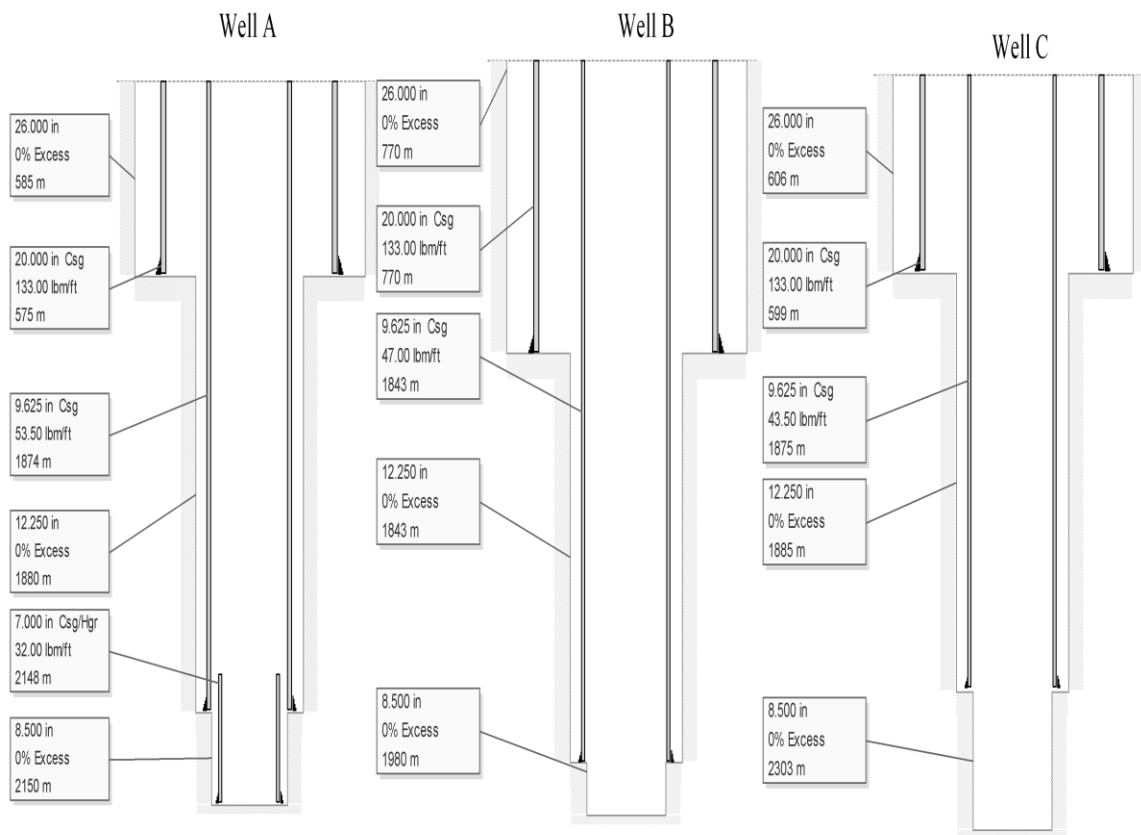 Well A
26.000 in
0% Excess
585 m
20.000 in Csg
133.00 lbm/ft
575 m
9.625 in Csg
53.50 lbm/ft
1874 m
12.250 in
0% Excess
1880 m
7.000 in Csg/Hgr
32.00 lbm/ft
2148 m
8.500 in
0% Excess
2150 m
Well B
26.000 in
0% Excess
770 m
20.000 in Csg
133.00 lbm/ft
770 m
9.625 in Csg
47.00 lbm/ft
1843 m
12.250 in
0% Excess
1843 m
8.500 in
0% Excess
1980 m
Well C
26.000 in
0% Excess
606 m
20.000 in Csg
133.00 lbm/ft
599 m
9.625 in Csg
43.50 lbm/ft
1875 m
12.250 in
0% Excess
1885 m
8.500 in
0% Excess
2303 m